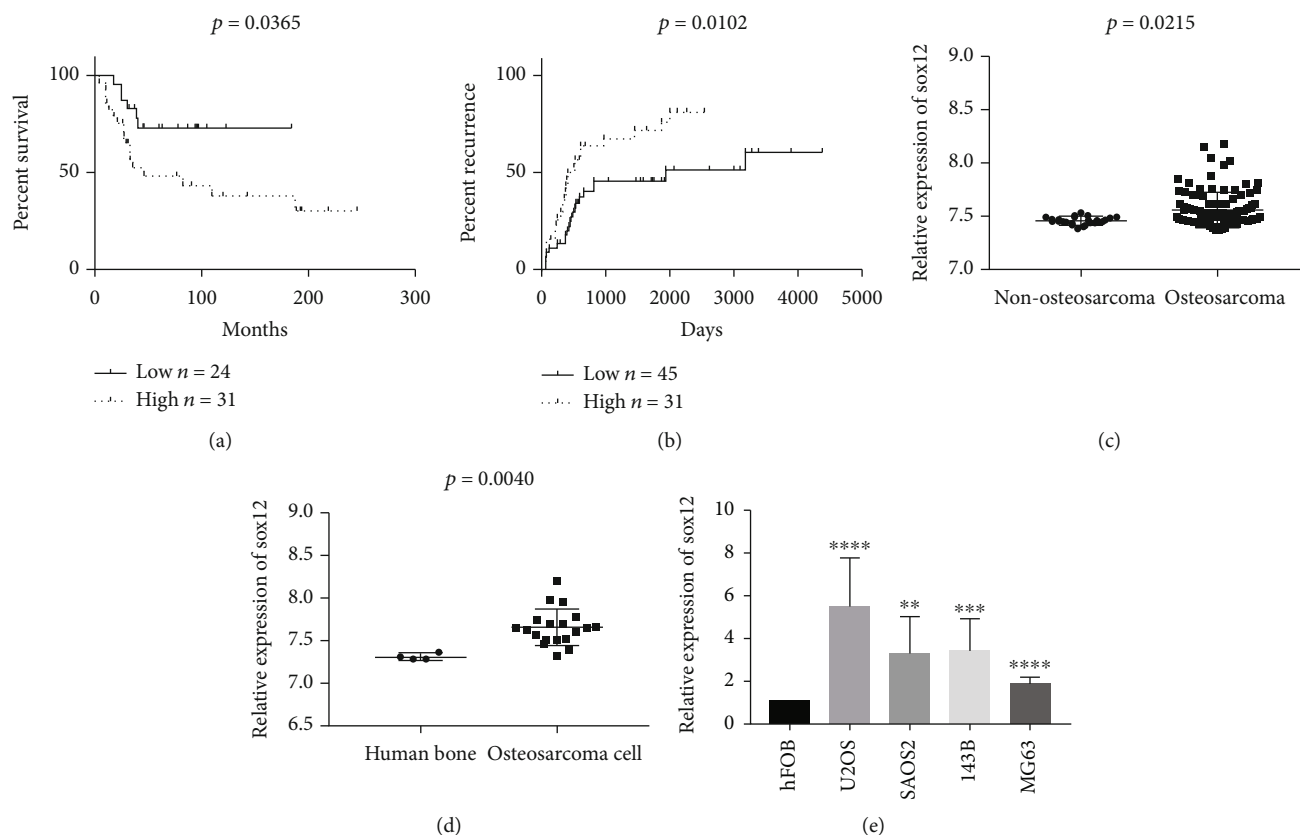 p = 0.0365
Percent survival
100
50
0
0 100 200 300
Months
Low n = 24
High n = 31
(a)
p = 0.0102
Percent recurrence
100
50
0
0 1000 2000 3000 4000 5000
Days
Low n = 45
High n = 31
(b)
p = 0.0215
Relative expression of sox12
9.0
8.5
8.0
7.5
7.0
Non-osteosarcoma Osteosarcoma
(c)
p = 0.0040
Relative expression of sox12
9.0
8.5
8.0
7.5
7.0
6.5
Human bone Osteosarcoma cell
(d)
Relative expression of sox12
10
8
6
4
2
0
****
**
***
****
hFOB
U2OS
SAOS2
143B
MG63
(e)